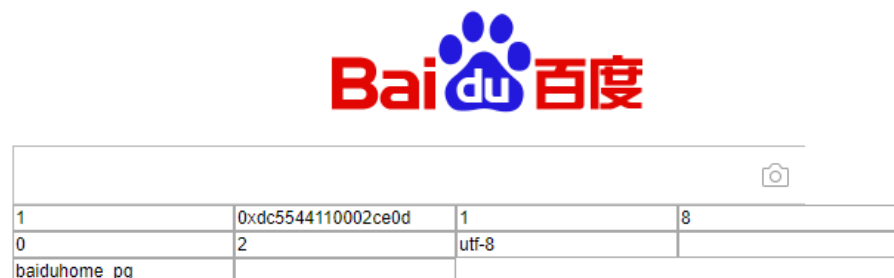 Bai du 百度
1 0xdc5544110002ce0d 1 8
0 2 utf-8
baiduhome_pg